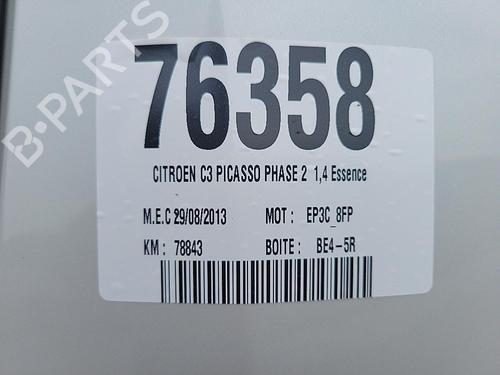 76358
CITROEN C3 PICASSO PHASE 2 1,4 Essence
M.E.C : 29/08/2013 MOT : EP3C_8FP
KM : 78843 BOITE : BE4-5R
B-PARTS